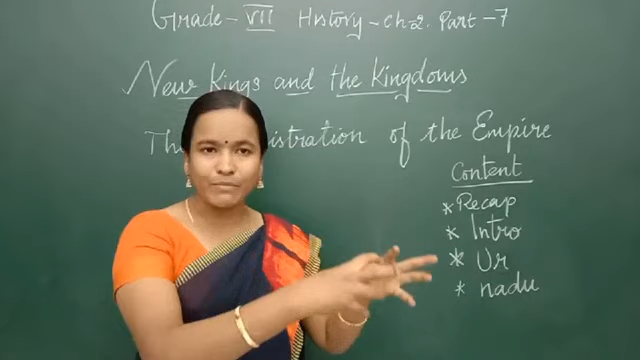 Grade - VII History - Ch-2. Part - 7
New Kings and the Kingdoms
The istration of the Empire
Content
* Recap
* Intro
* Ur
* nadu